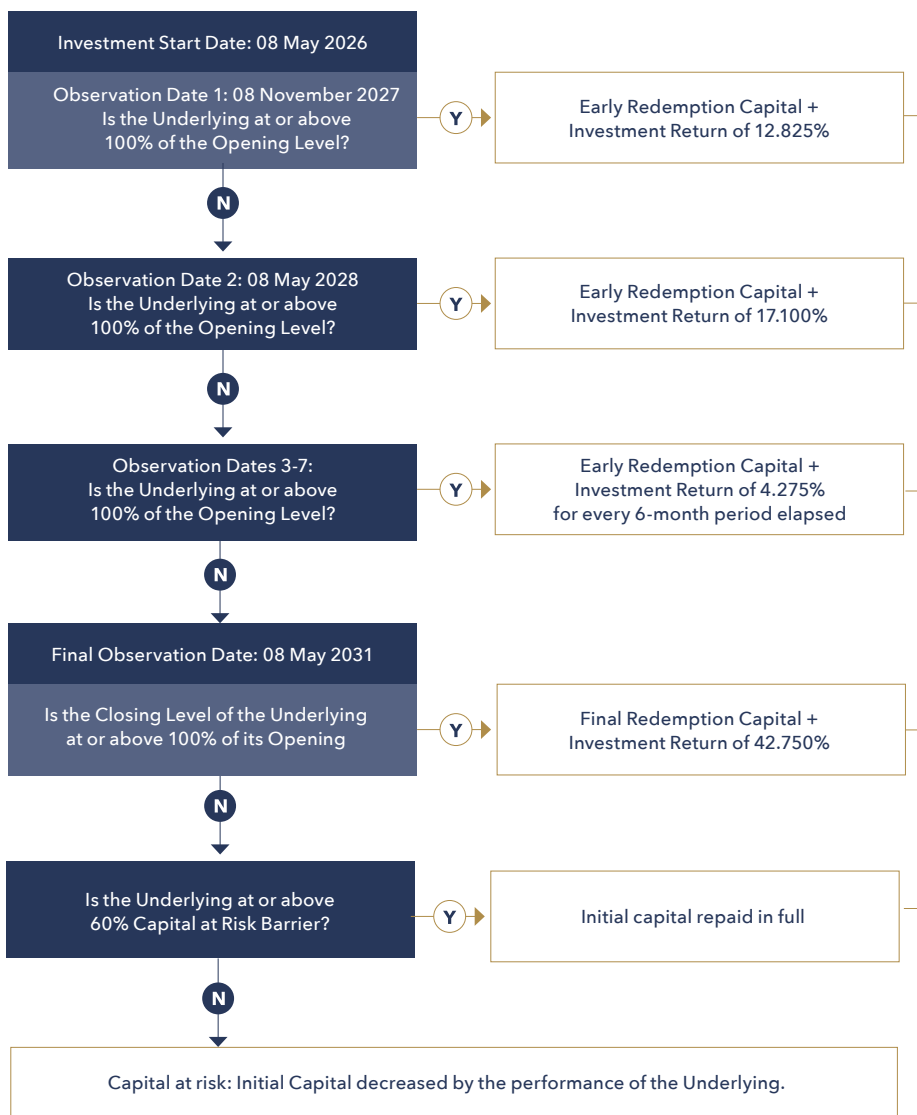 Investment Start Date: 08 May 2026
Observation Date 1: 08 November 2027
Is the Underlying at or above
100% of the Opening Level?
Y
Early Redemption Capital +
Investment Return of 12.825%
N
Observation Date 2: 08 May 2028
Is the Underlying at or above
100% of the Opening Level?
Y
Early Redemption Capital +
Investment Return of 17.100%
N
Observation Dates 3-7:
Is the Underlying at or above
100% of the Opening Level?
Y
Early Redemption Capital +
Investment Return of 4.275%
for every 6-month period elapsed
N
Final Observation Date: 08 May 2031
Is the Closing Level of the Underlying
at or above 100% of its Opening
Y
Final Redemption Capital +
Investment Return of 42.750%
N
Is the Underlying at or above
60% Capital at Risk Barrier?
Y
Initial capital repaid in full
N
Capital at risk: Initial Capital decreased by the performance of the Underlying.